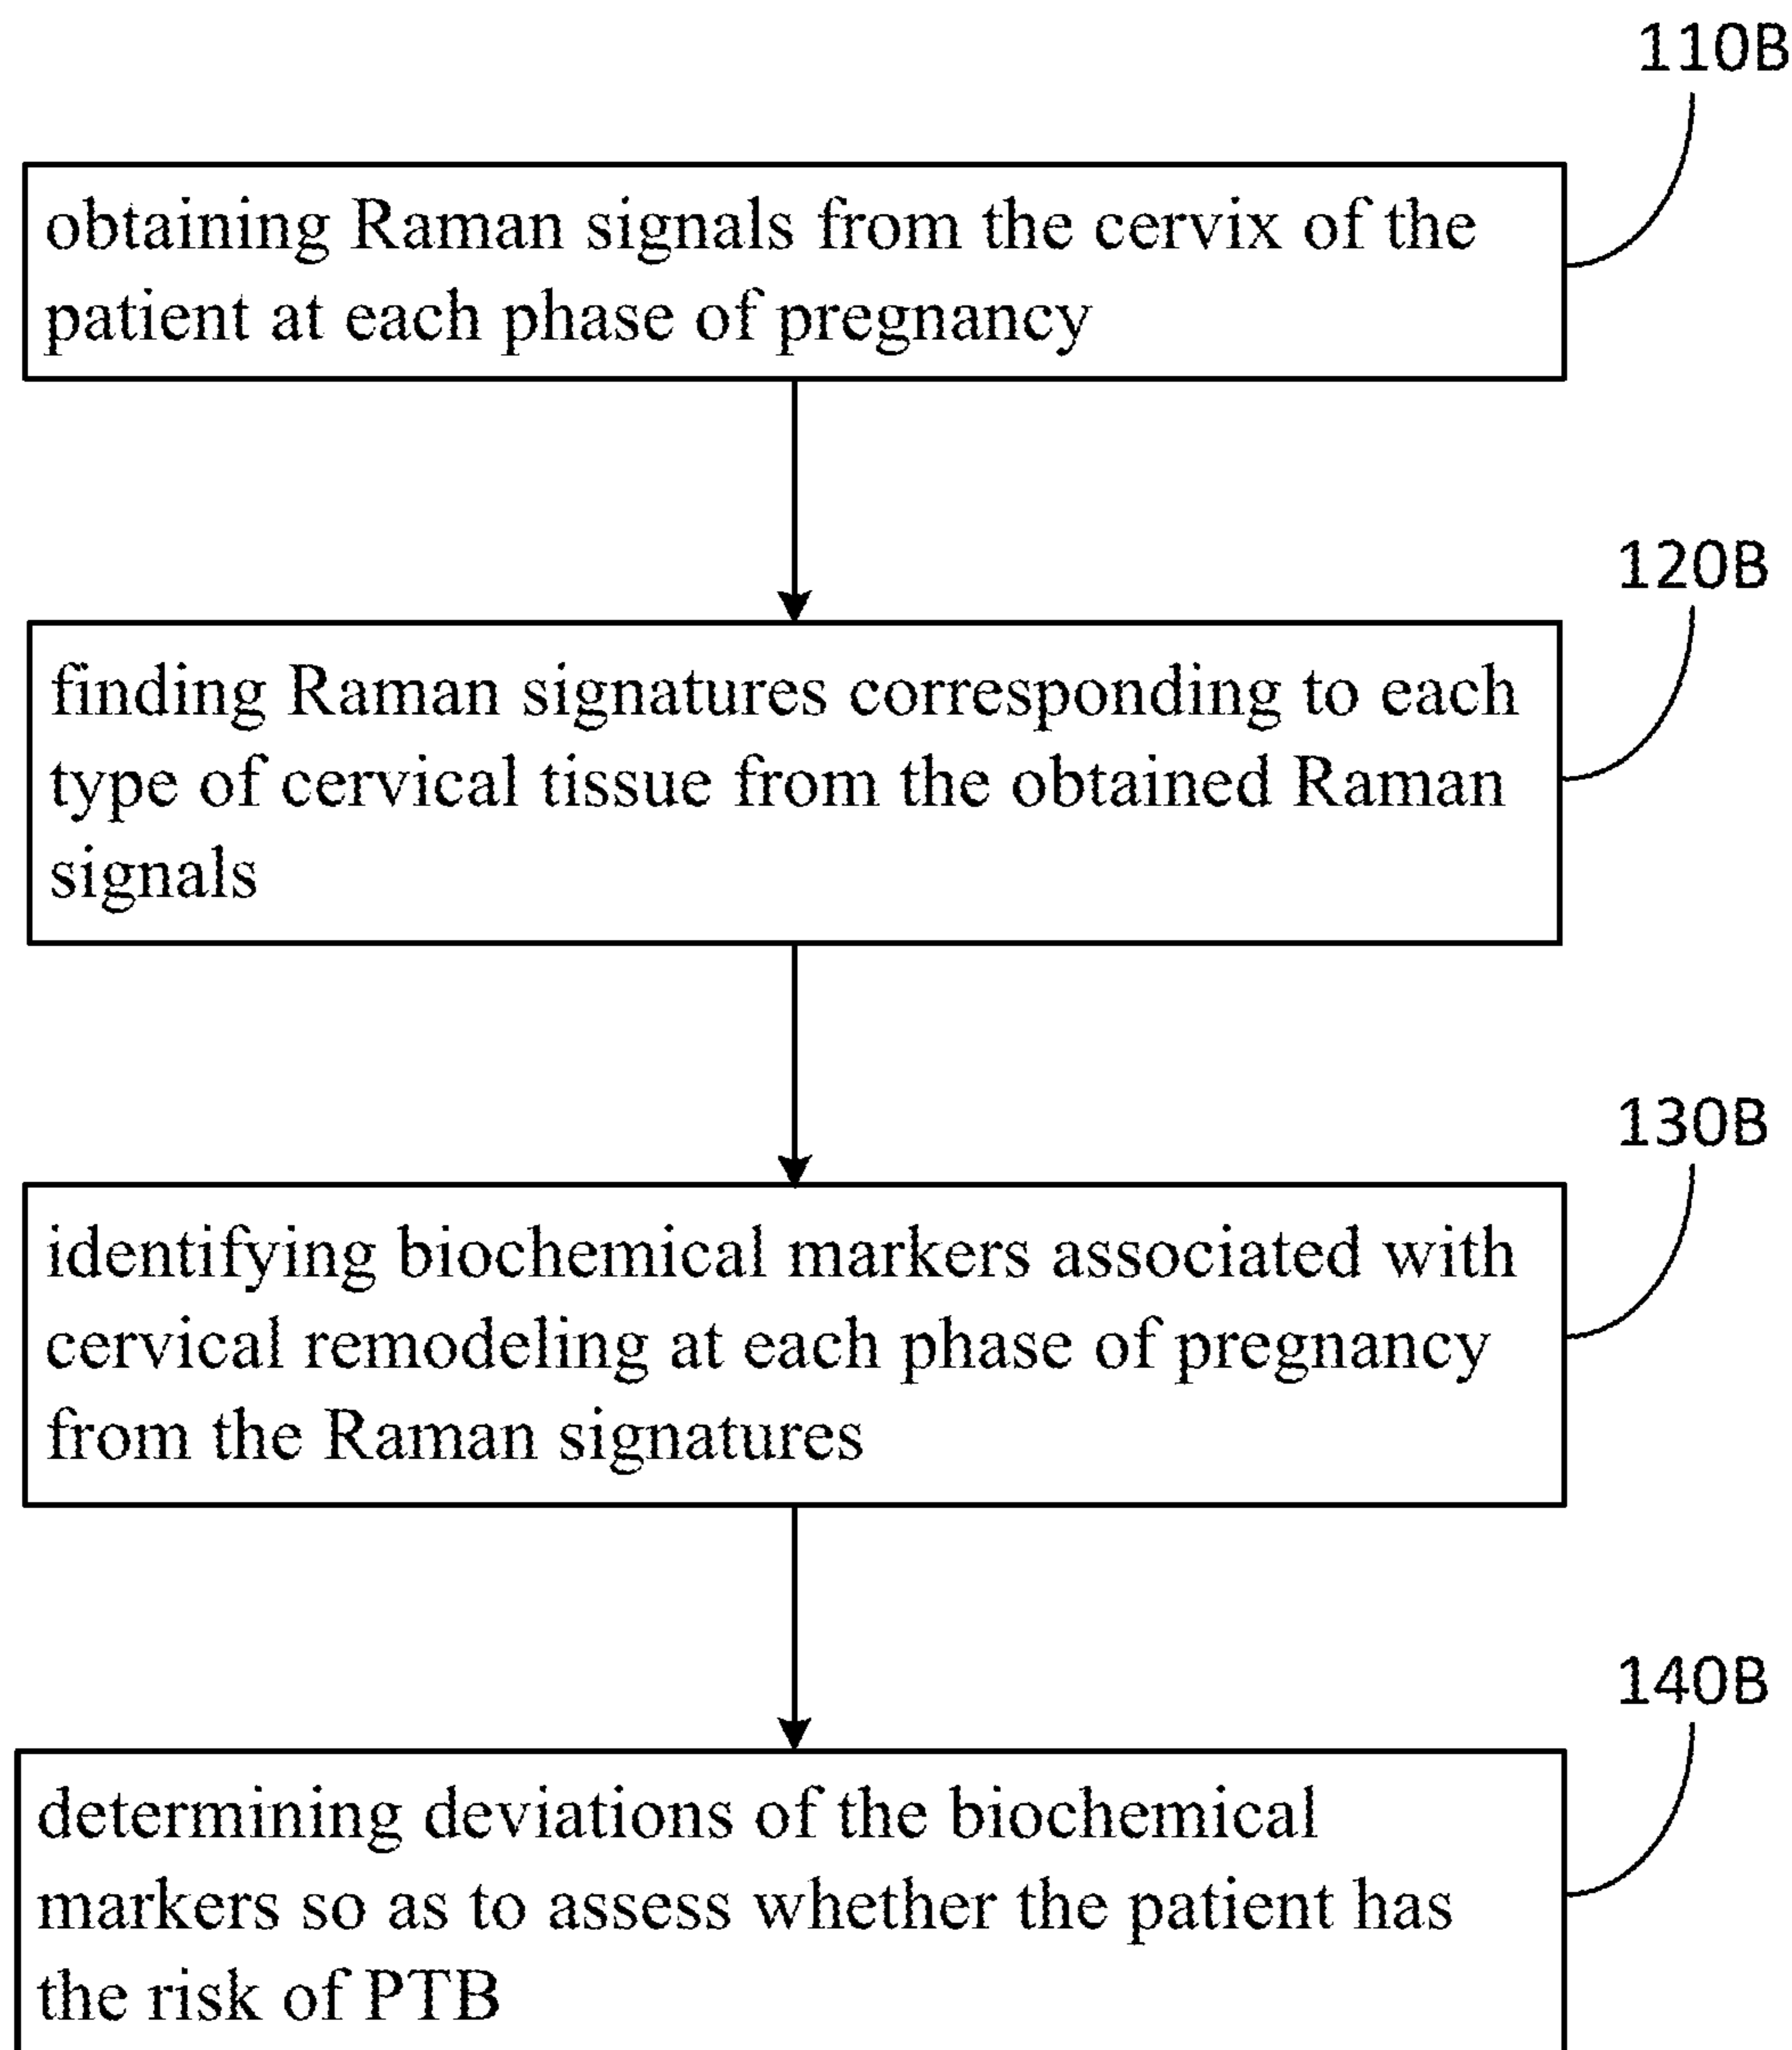 110B
obtaining Raman signals from the cervix of the
patient at each phase of pregnancy
120B
finding Raman signatures corresponding to each
type of cervical tissue from the obtained Raman
signals
130B
identifying biochemical markers associated with
cervical remodeling at each phase of pregnancy
from the Raman signatures
140B
determining deviations of the biochemical
markers so as to assess whether the patient has
the risk of PTB